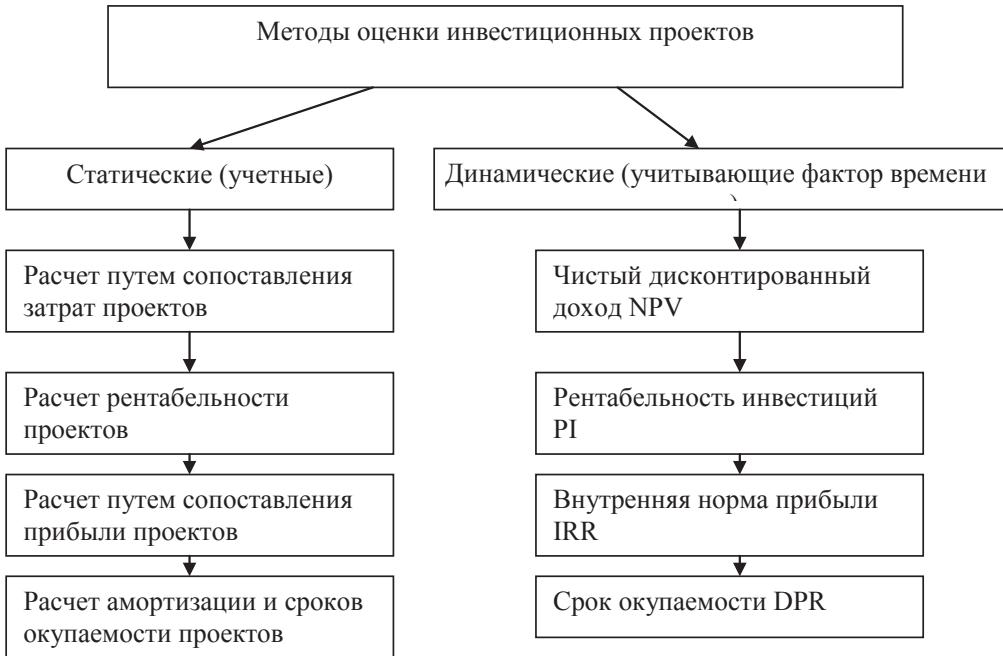 Методы оценки инвестиционных проектов
Статические (учетные)
Динамические (учитывающие фактор времени
)
Расчет путем сопоставления
затрат проектов
Расчет рентабельности
проектов
Расчет путем сопоставления
прибыли проектов
Расчет амортизации и сроков
окупаемости проектов
Чистый дисконтированный
доход NPV
Рентабельность инвестиций
PI
Внутренняя норма прибыли
IRR
Срок окупаемости DPR